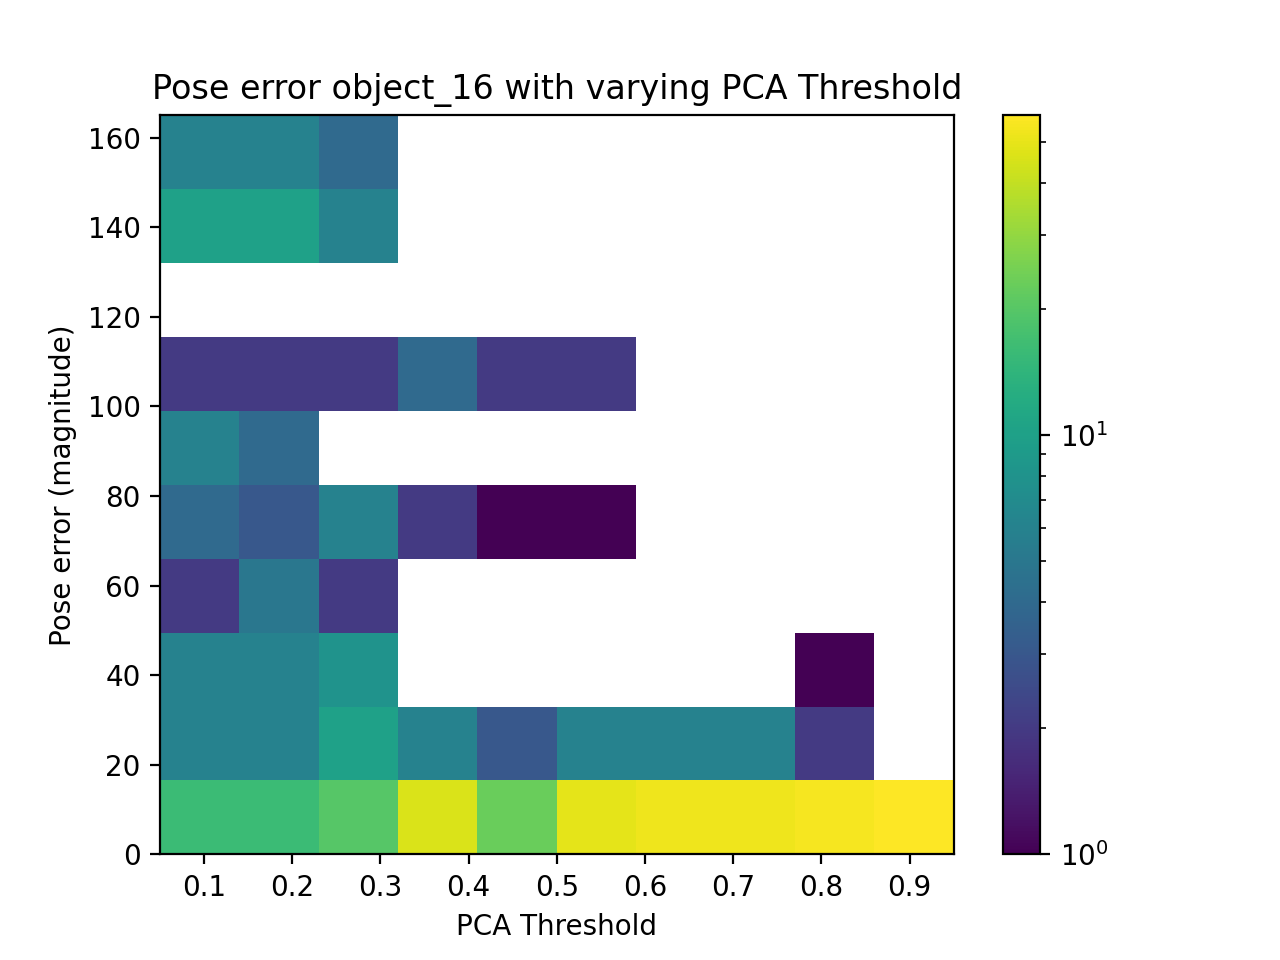 Pose error object_16 with varying PCA Threshold
160
140
120
100
80
60
40
20
0
Pose error (magnitude)
0.1 0.2 0.3 0.4 0.5 0.6 0.7 0.8 0.9
PCA Threshold
10¹
10⁰